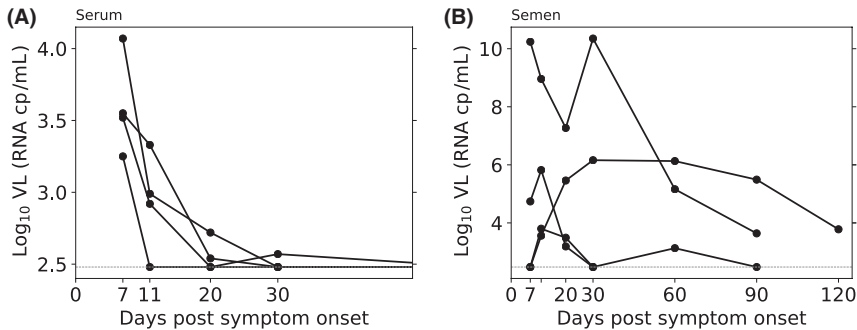 (A) Serum
4.0
3.5
3.0
2.5
Log10 VL (RNA cp/mL)
0 7 11 20 30
Days post symptom onset
(B) Semen
10
8
6
4
Log10 VL (RNA cp/mL)
0 7 20 30 60 90 120
Days post symptom onset